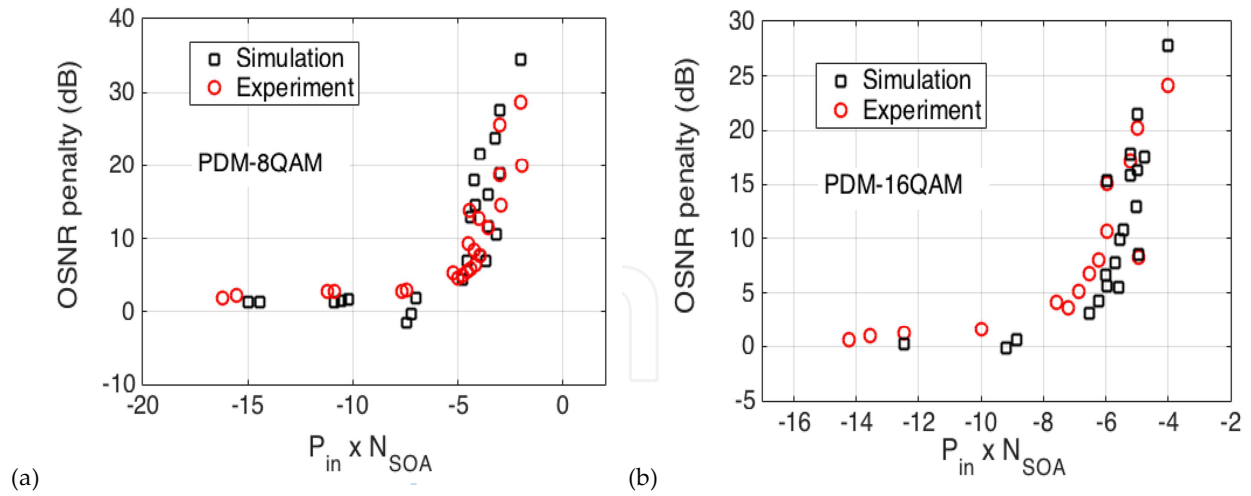 40
30
20
10
0
-10
OSNR penalty (dB)
Simulation
Experiment
PDM-8QAM
-20 -15 -10 -5 0
P_in x N_SOA
(a)
30
25
20
15
10
5
0
-5
OSNR penalty (dB)
Simulation
Experiment
PDM-16QAM
-16 -14 -12 -10 -8 -6 -4 -2
P_in x N_SOA
(b)